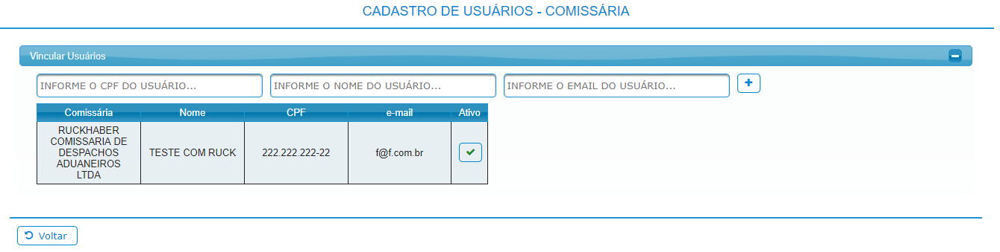 CADASTRO DE USUÁRIOS - COMISSÁRIA
Vincular Usuários
INFORME O CPF DO USUÁRIO...
INFORME O NOME DO USUÁRIO...
INFORME O EMAIL DO USUÁRIO...
Comissária Nome CPF e-mail Ativo
RUCKHABER
COMISSARIA DE
DESPACHOS
ADUANEIROS
LTDA
TESTE COM RUCK
222.222.222-22
f@f.com.br
Voltar